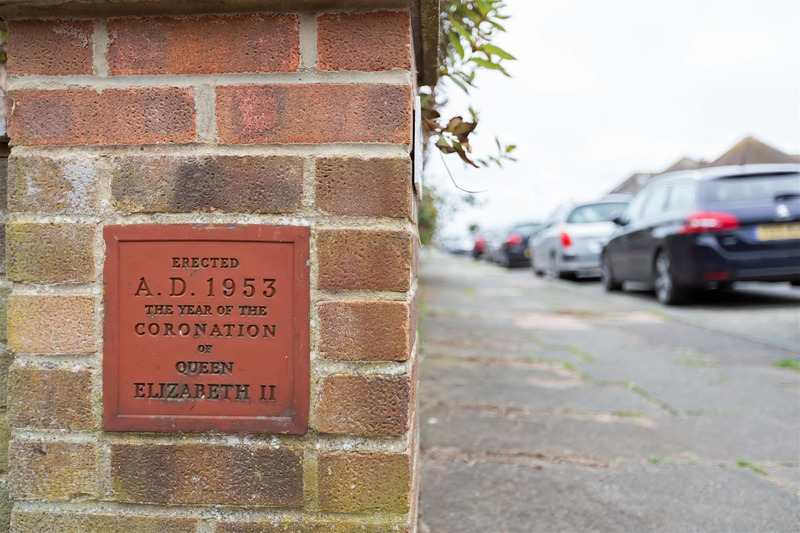 ERECTED
A.D. 1953
THE YEAR OF THE
CORONATION
OF
QUEEN
ELIZABETH II